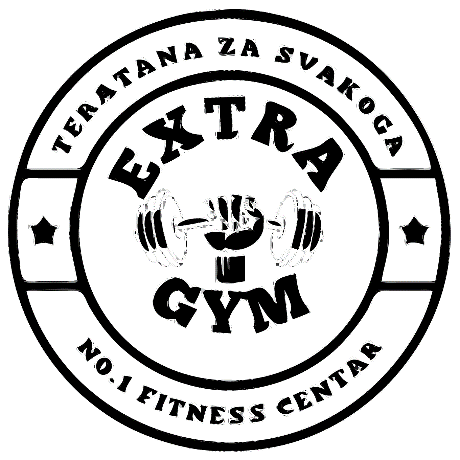 TERATANA ZA SVAKOGA
EXTRA
GYM
NO.1 FITNESS CENTAR